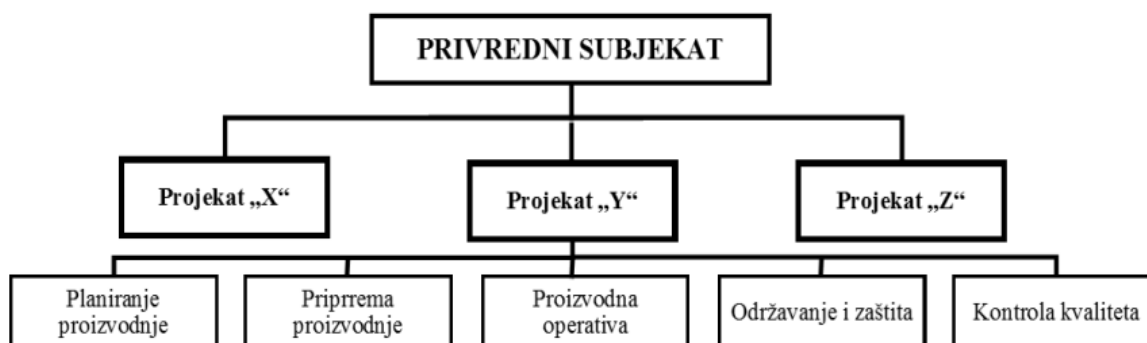 PRIVREDNI SUBJEKAT
Projekat „X“
Projekat „Y“
Projekat „Z“
Planiranje
proizvodnje
Priprrema
proizvodnje
Proizvodna
operativa
Održavanje i zaštita
Kontrola kvaliteta